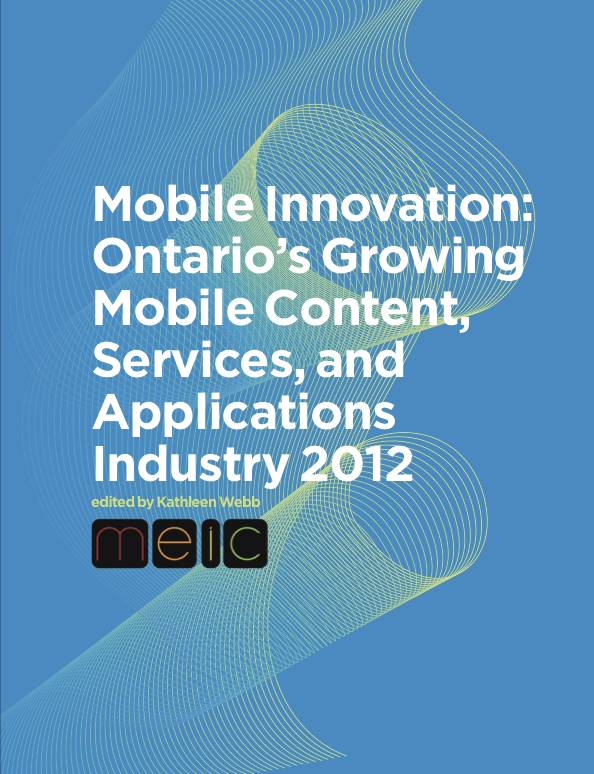 Mobile Innovation:
Ontario's Growing
Mobile Content,
Services, and
Applications
Industry 2012
edited by Kathleen Webb
meic